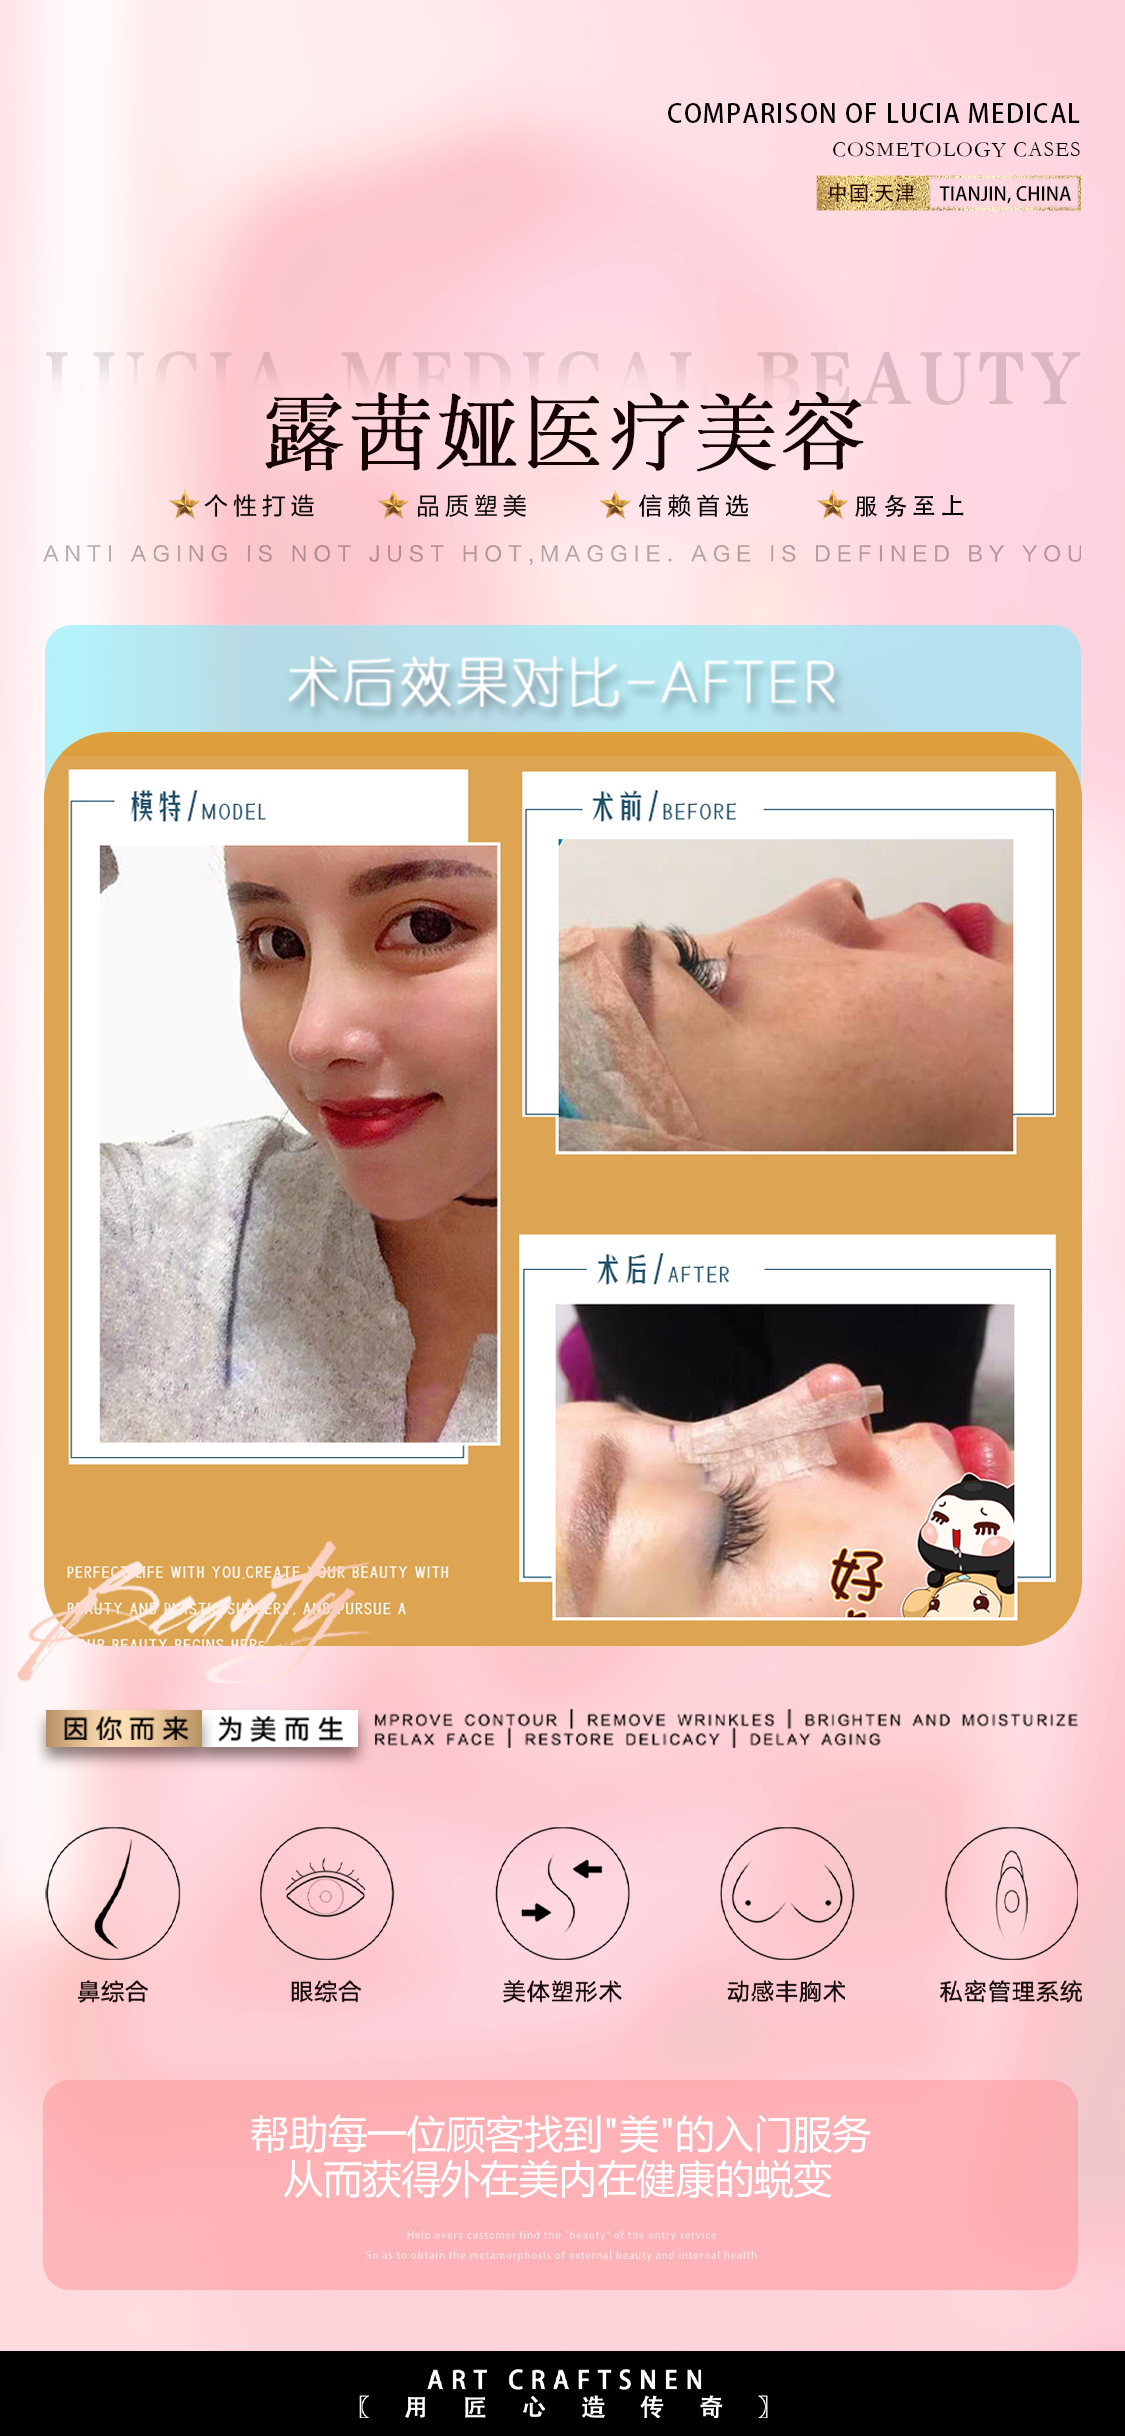 COMPARISON OF LUCIA MEDICAL
COSMETOLOGY CASES
中国·天津 TIANJIN, CHINA
LUCIA MEDICAL BEAUTY
露茜娅医疗美容
个性打造 品质塑美 信赖首选 服务至上
ANTI AGING IS NOT JUST HOT,MAGGIE. AGE IS DEFINED BY YOU
术后效果对比-AFTER
模特/MODEL
术前/BEFORE
术后/AFTER
好
PERFECT LIFE WITH YOU,CREATE YOUR BEAUTY WITH
BEAUTY AND PLASTIC SURGERY, AND PURSUE A
YOUR BEAUTY BEGINS HERE
Beauty
因你而来 为美而生
MPROVE CONTOUR | REMOVE WRINKLES | BRIGHTEN AND MOISTURIZE
RELAX FACE | RESTORE DELICACY | DELAY AGING
鼻综合 眼综合 美体塑形术 动感丰胸术 私密管理系统
帮助每一位顾客找到"美"的入门服务
从而获得外在美内在健康的蜕变
Help every customer find the "beauty" of the entry service
So as to obtain the metamorphosis of external beauty and internal health
ART CRAFTSNEN
〖用匠心造传奇〗